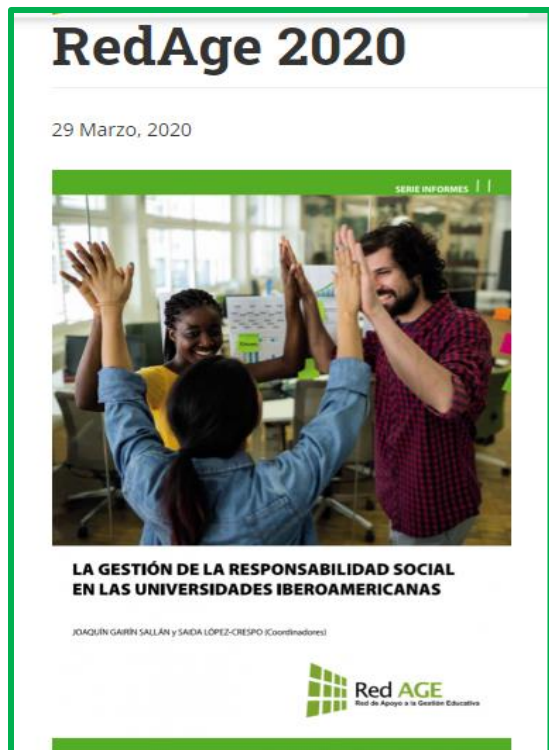 RedAge 2020
29 Marzo, 2020
SERIE INFORMES 11
LA GESTIÓN DE LA RESPONSABILIDAD SOCIAL
EN LAS UNIVERSIDADES IBEROAMERICANAS
JOAQUÍN GAIRÍN SALLÁN y SAIDA LÓPEZ-CRESPO (Coordinadores)
Red AGE
Red de Apoyo a la Gestión Educativa